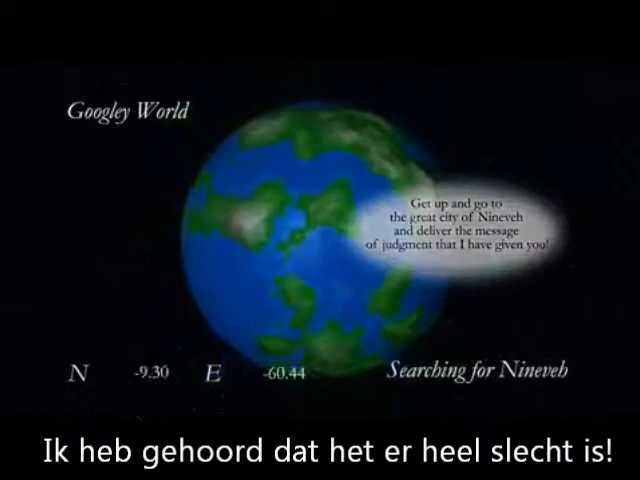 Googley World
Get up and go to
the great city of Nineveh
and deliver the message
of judgment that I have given you!
N -9.30 E -60.44
Searching for Nineveh
Ik heb gehoord dat het er heel slecht is!